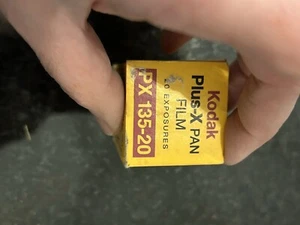 Kodak
Plus-X PAN
FILM
20 EXPOSURES
PX 135-20